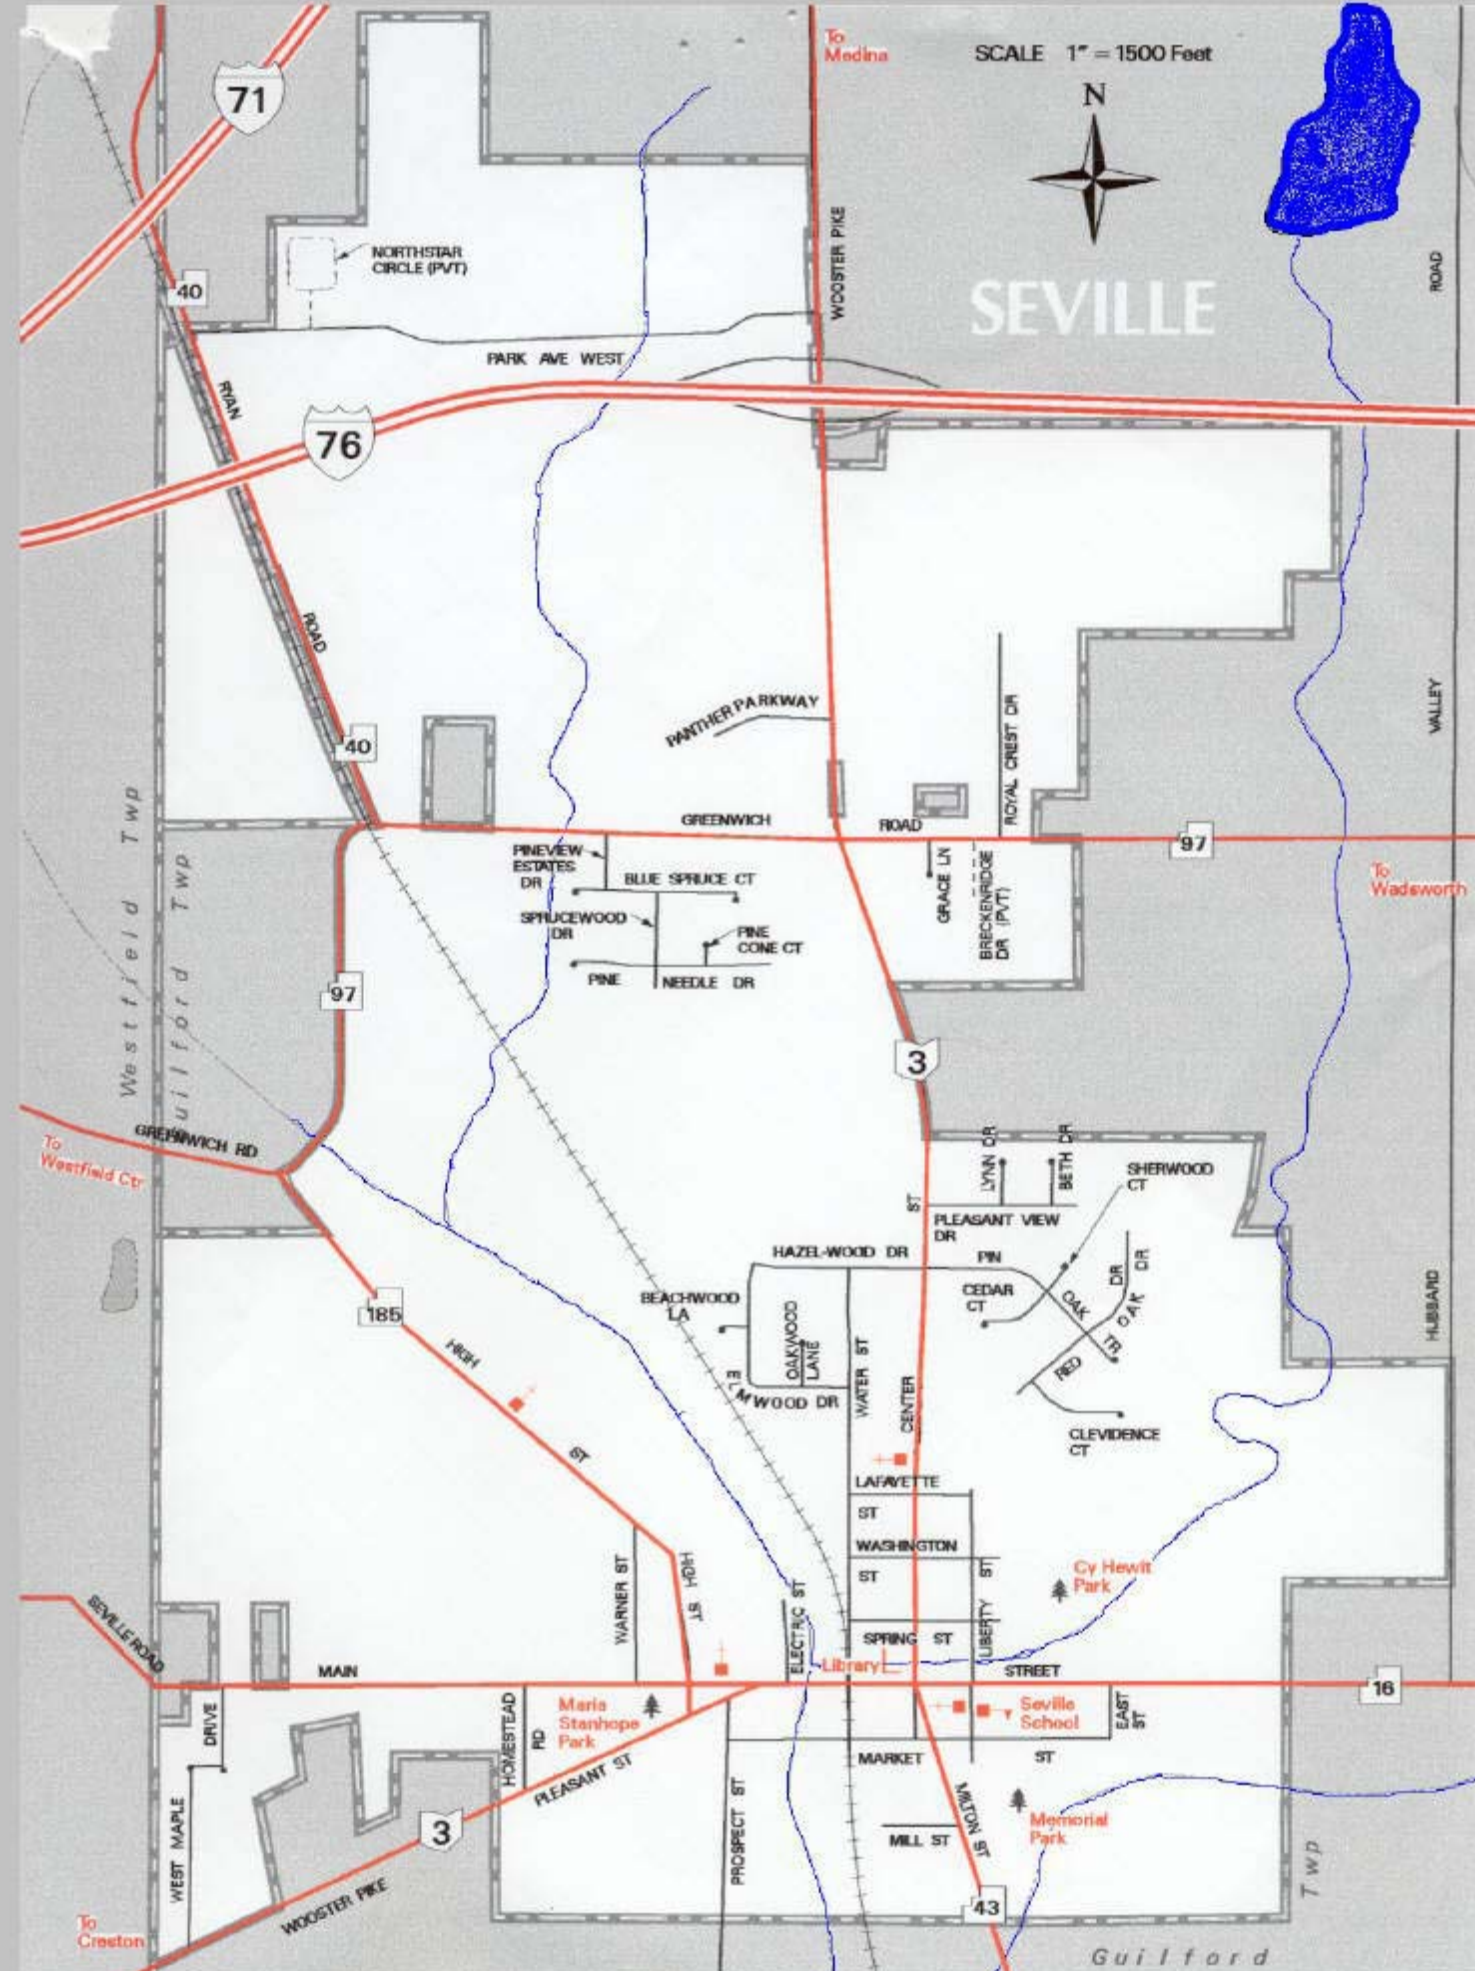 To
Medina
SCALE 1" = 1500 Feet
N
71
WOOSTER PIKE
ROAD
NORTHSTAR
CIRCLE (PVT)
40
SEVILLE
PARK AVE WEST
RYAN
76
ROAD
PANTHER PARKWAY
ROYAL CREST DR
VALLEY
40
GREENWICH
ROAD
97
To
Wadsworth
Westfield Twp
Guilford Twp
PINEVIEW
ESTATES
DR
BLUE SPRUCE CT
GRACE LN
BRECKENRIDGE
DR (PVT)
SPRUCEWOOD
DR
PINE
CONE CT
PINE
NEEDLE DR
97
3
GREENWICH RD
To
Westfield Ctr
LYNN DR
BETH DR
SHERWOOD
CT
ST
PLEASANT VIEW
DR
HAZEL-WOOD DR
PIN
OAK
TR
CEDAR
CT
DR
RED
OAK
DR
BEACHWOOD
LA
185
HIGH
OAKWOOD
LANE
ELMWOOD DR
WATER ST
CENTER
HUBBARD
CLEVIDENCE
CT
ST
LAFAYETTE
ST
WASHINGTON
ST
WARNER ST
HIGH ST
ELECTRIC ST
LIBERTY ST
Cy Hewit
Park
SPRING ST
SEVILLE ROAD
MAIN
Library
STREET
16
DRIVE
HOMESTEAD
RD
Maria
Stanhope
Park
Seville
School
EAST
ST
PLEASANT ST
MARKET
ST
WEST MAPLE
3
PROSPECT ST
MILTON ST
MILL ST
Memorial
Park
Twp
WOOSTER PIKE
43
To
Creston
Guilford